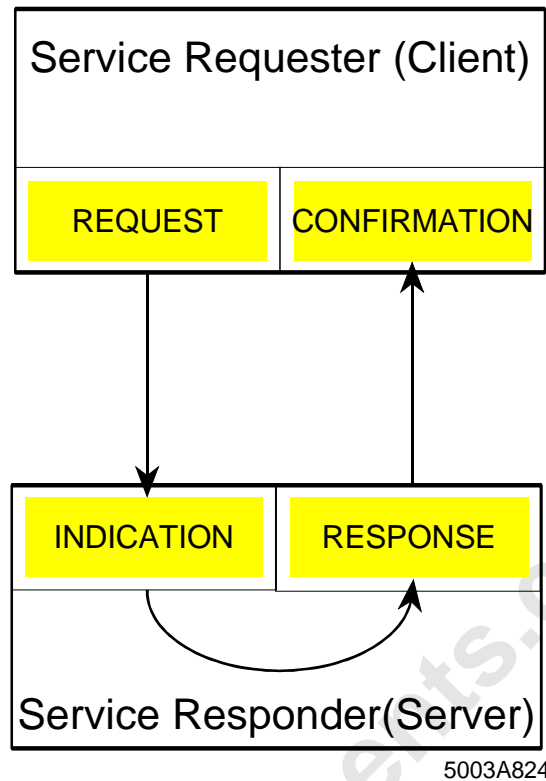 Service Requester (Client)
REQUEST CONFIRMATION
INDICATION RESPONSE
Service Responder(Server)
5003A824